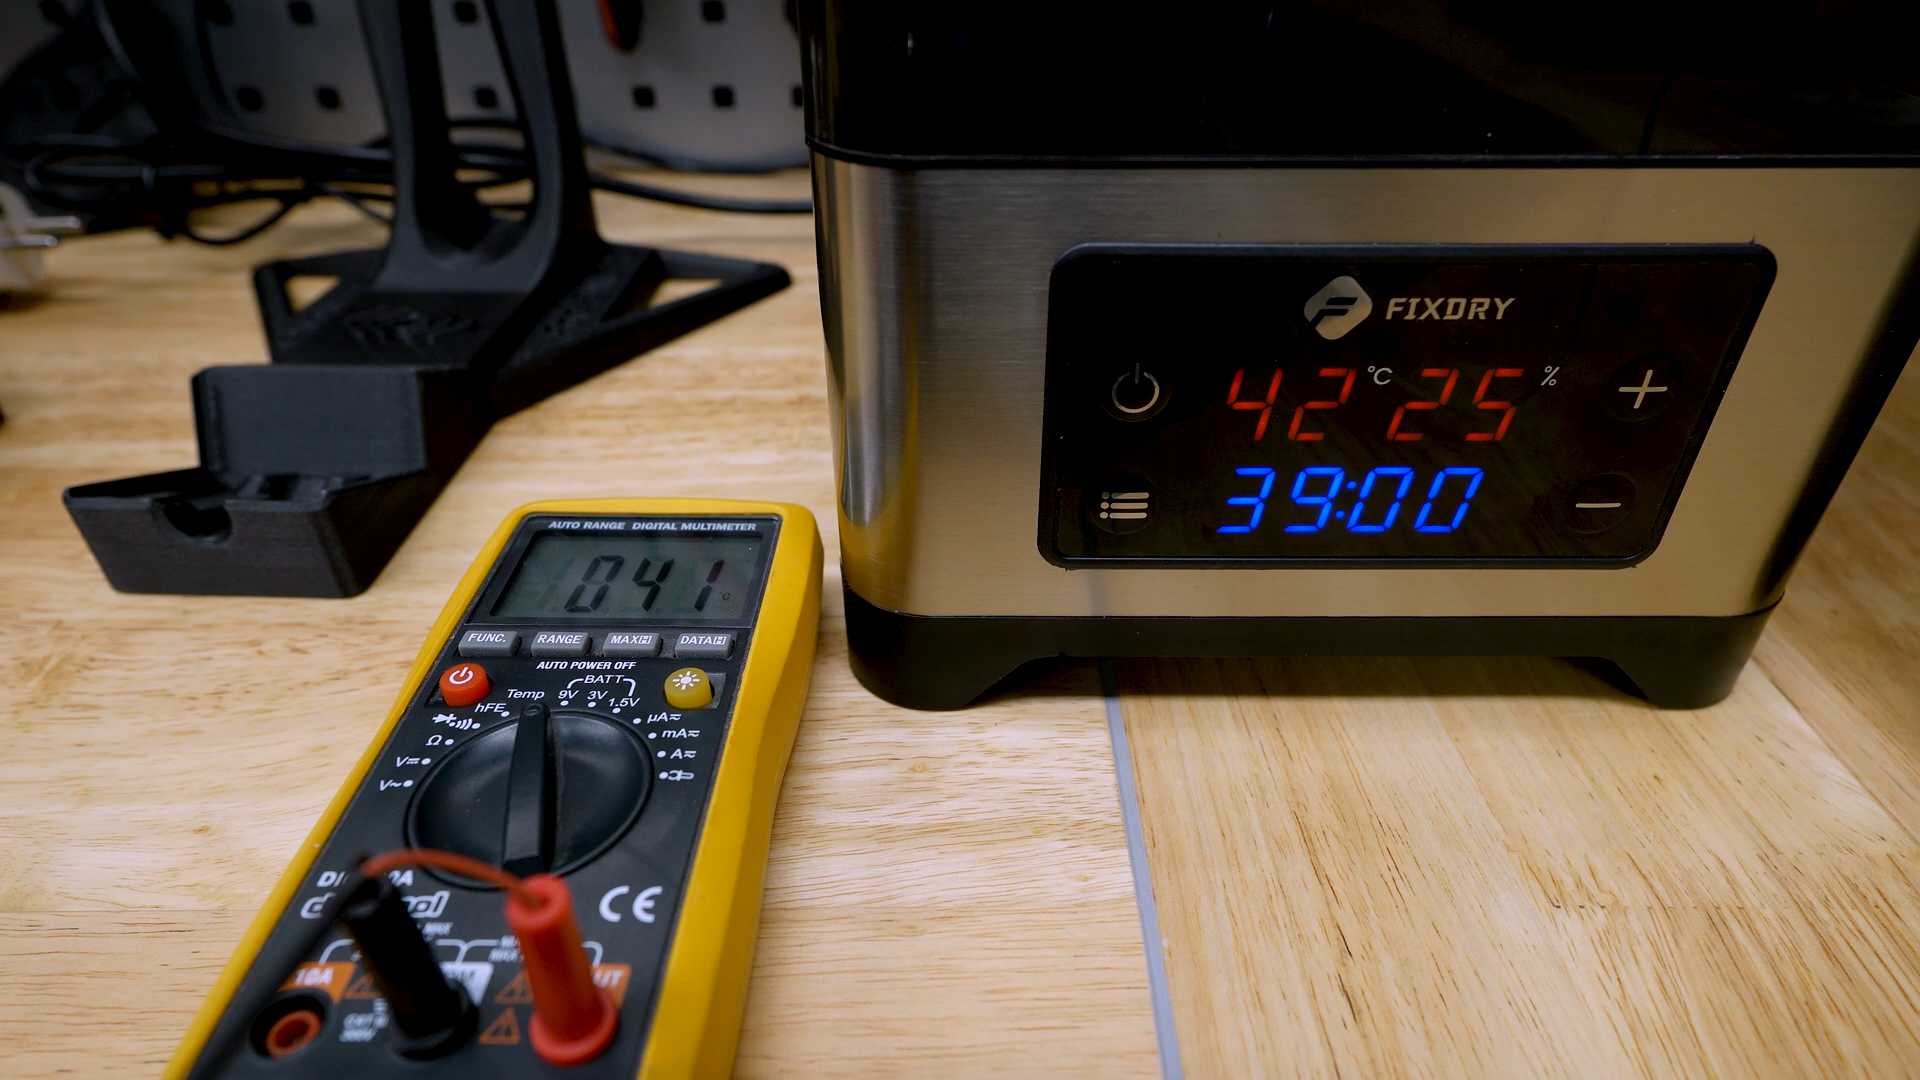 FIXDRY
42 °C 25 %
39:00
AUTO RANGE DIGITAL MULTIMETER
041 °C
FUNC. RANGE MAX H DATA H
AUTO POWER OFF
BATT
Temp 9V 3V 1.5V
hFE µA
mA
Ω A
V
V
CE
10A